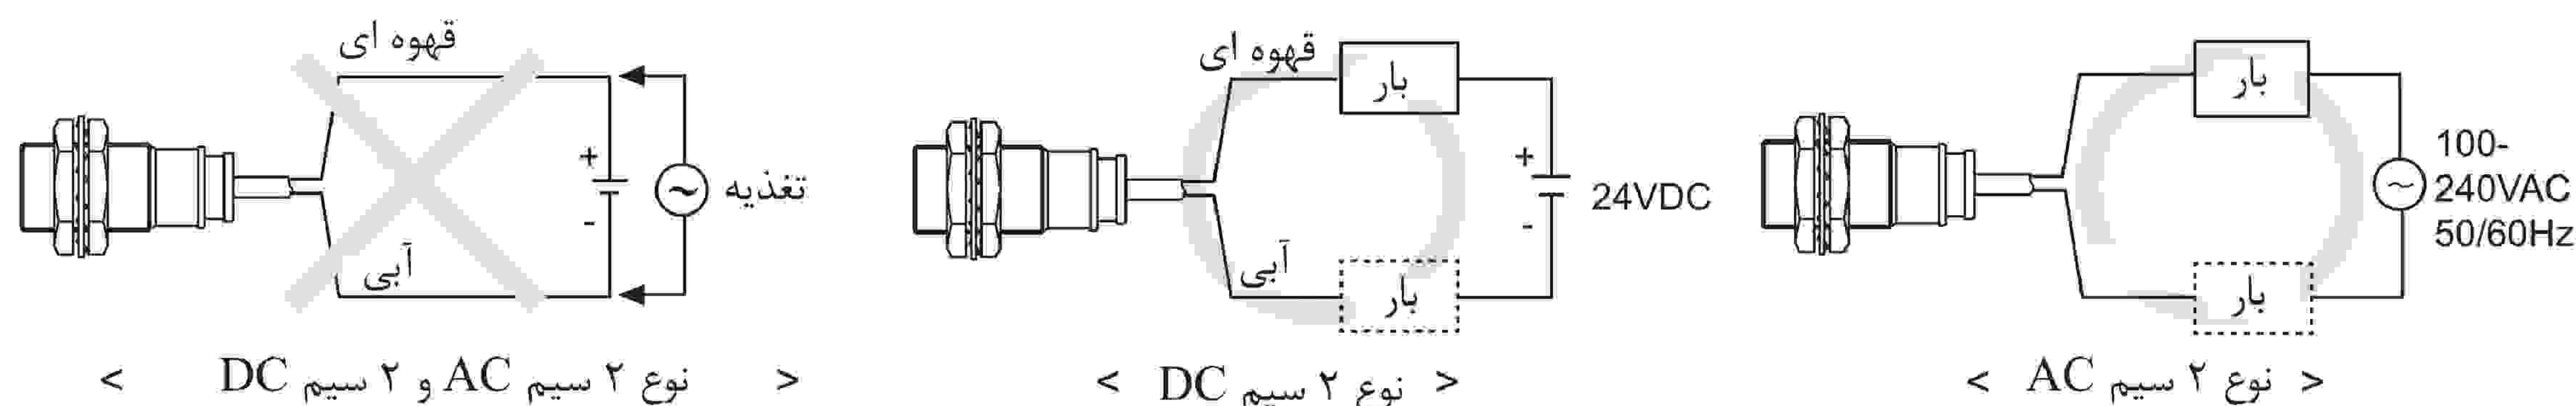 قهوه ای
+
-
تغذیه
آبی
< نوع ۲ سیم AC و ۲ سیم DC >
قهوه ای
بار
+
-
24VDC
آبی
بار
< نوع ۲ سیم DC >
بار
100-
240VAC
50/60Hz
بار
< نوع ۲ سیم AC >